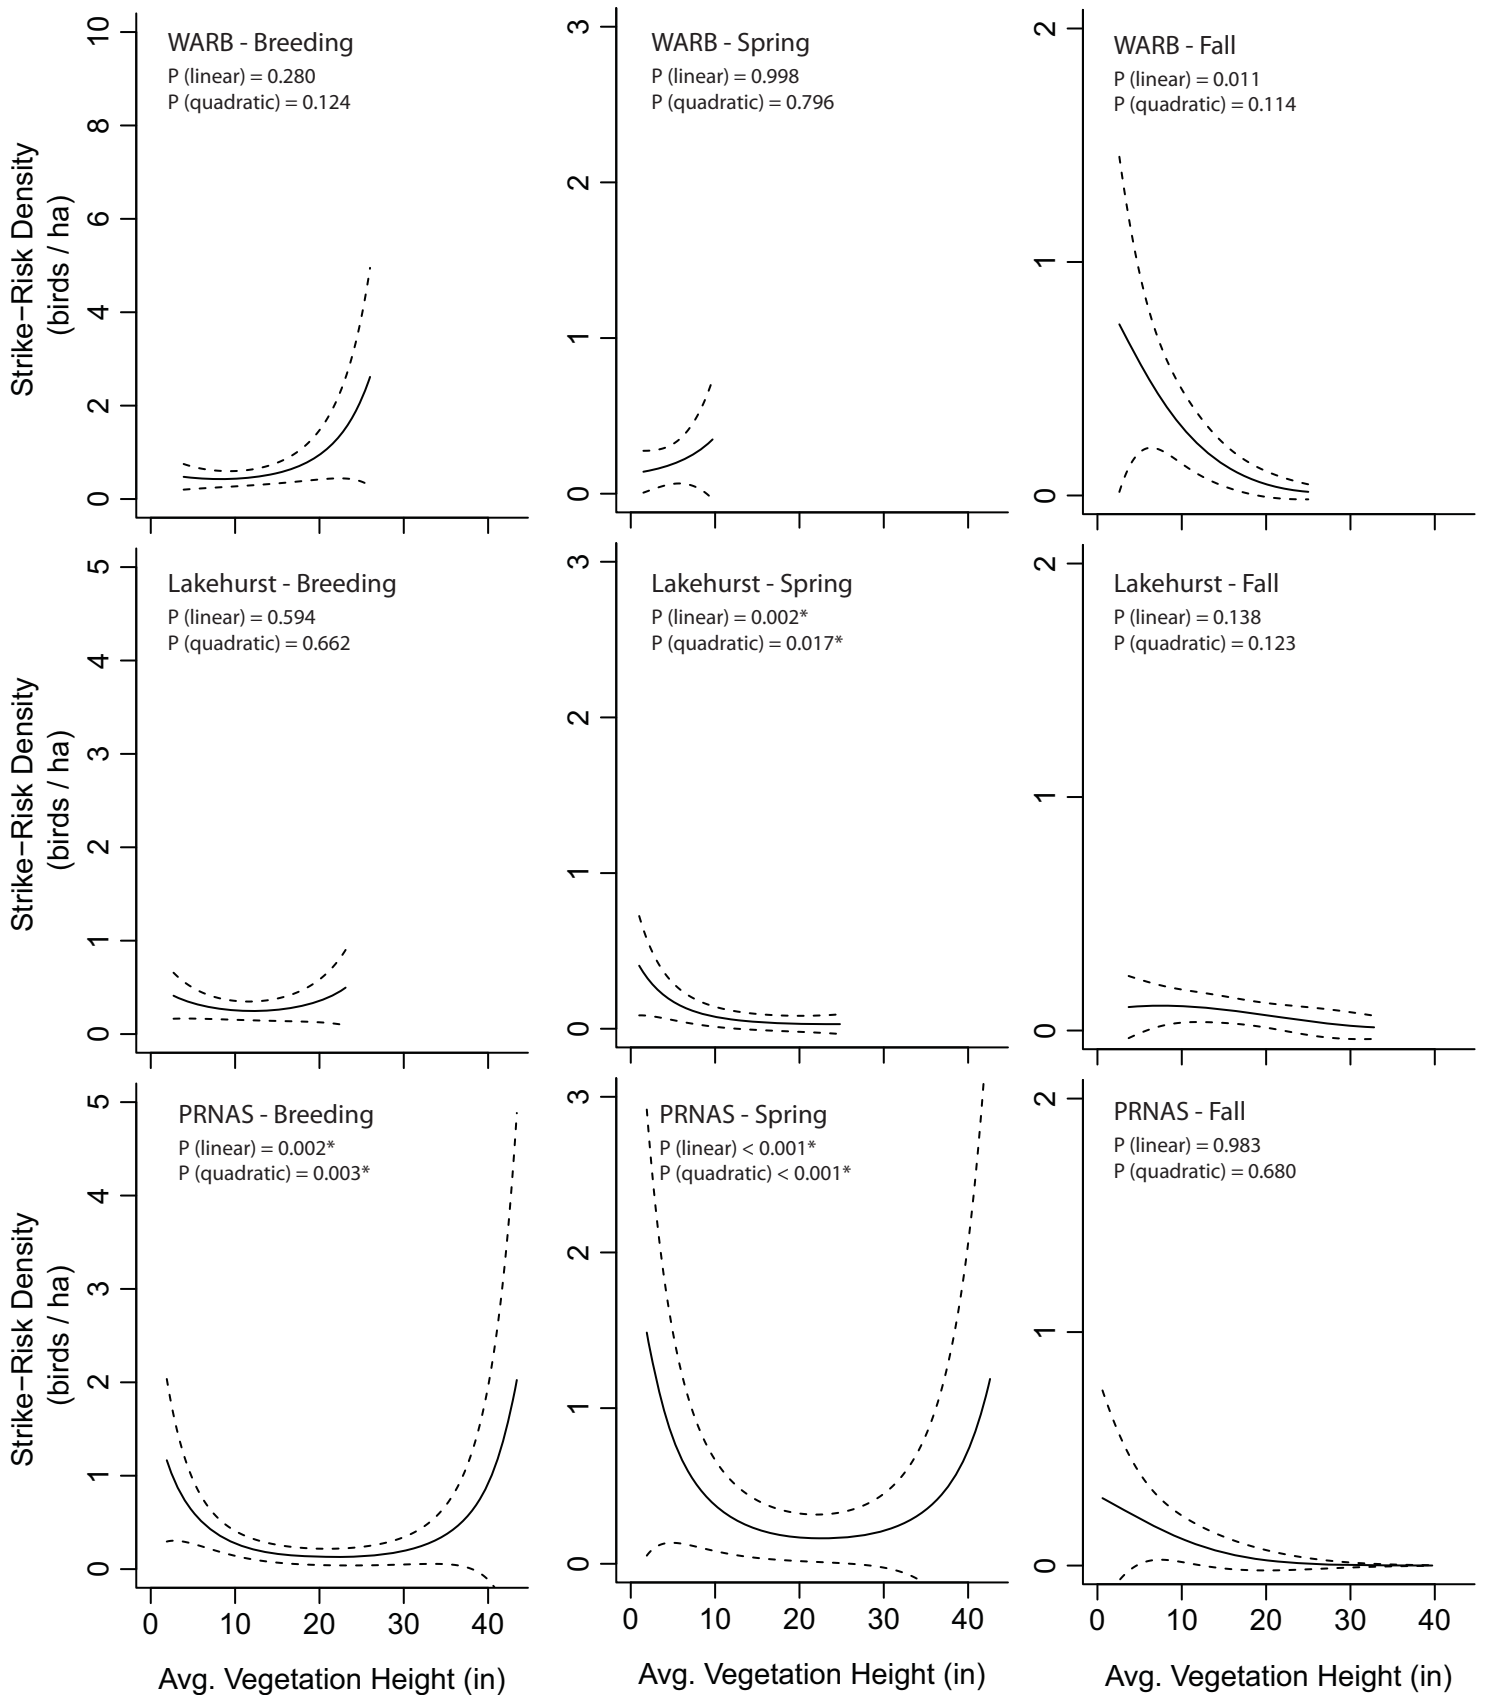 WARB - Breeding
P (linear) = 0.280
P (quadratic) = 0.124
Strike−Risk Density
(birds / ha)
0 2 4 6 8 10
WARB - Spring
P (linear) = 0.998
P (quadratic) = 0.796
0 1 2 3
WARB - Fall
P (linear) = 0.011
P (quadratic) = 0.114
0 1 2
Lakehurst - Breeding
P (linear) = 0.594
P (quadratic) = 0.662
Strike−Risk Density
(birds / ha)
0 1 2 3 4 5
Lakehurst - Spring
P (linear) = 0.002*
P (quadratic) = 0.017*
0 1 2 3
Lakehurst - Fall
P (linear) = 0.138
P (quadratic) = 0.123
0 1 2
PRNAS - Breeding
P (linear) = 0.002*
P (quadratic) = 0.003*
Strike−Risk Density
(birds / ha)
0 1 2 3 4 5
0 10 20 30 40
Avg. Vegetation Height (in)
PRNAS - Spring
P (linear) < 0.001*
P (quadratic) < 0.001*
0 1 2 3
0 10 20 30 40
Avg. Vegetation Height (in)
PRNAS - Fall
P (linear) = 0.983
P (quadratic) = 0.680
0 1 2
0 10 20 30 40
Avg. Vegetation Height (in)